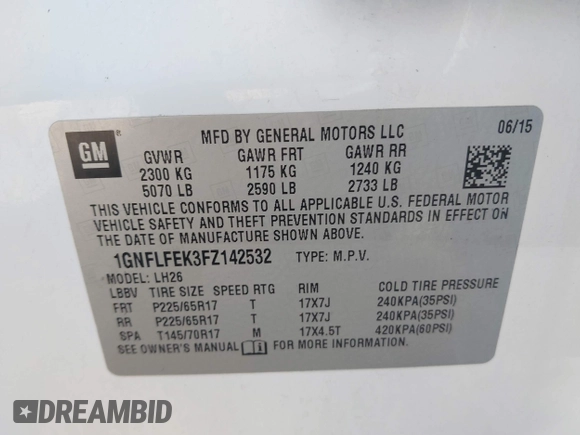 MFD BY GENERAL MOTORS LLC 06/15
GM
GVWR GAWR FRT GAWR RR
2300 KG 1175 KG 1240 KG
5070 LB 2590 LB 2733 LB
THIS VEHICLE CONFORMS TO ALL APPLICABLE U.S. FEDERAL MOTOR
VEHICLE SAFETY AND THEFT PREVENTION STANDARDS IN EFFECT ON
THE DATE OF MANUFACTURE SHOWN ABOVE.
1GNFLFEK3FZ142532 TYPE: M.P.V.
MODEL: LH26
LBBV TIRE SIZE SPEED RTG RIM COLD TIRE PRESSURE
FRT P225/65R17 T 17X7J 240KPA(35PSI)
RR P225/65R17 T 17X7J 240KPA(35PSI)
SPA T145/70R17 M 17X4.5T 420KPA(60PSI)
SEE OWNER'S MANUAL FOR MORE INFORMATION.
DREAMBID